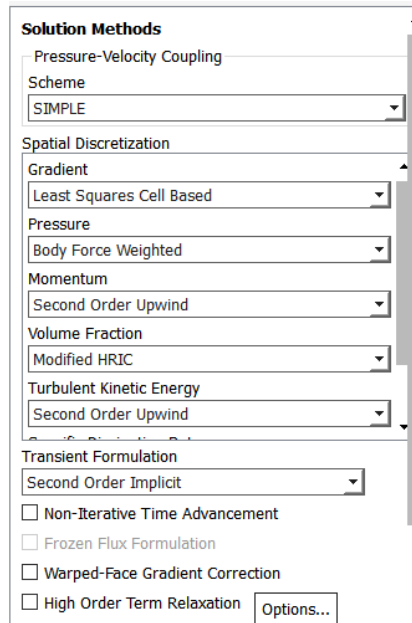 Solution Methods
Pressure-Velocity Coupling
Scheme
SIMPLE
Spatial Discretization
Gradient
Least Squares Cell Based
Pressure
Body Force Weighted
Momentum
Second Order Upwind
Volume Fraction
Modified HRIC
Turbulent Kinetic Energy
Second Order Upwind
Transient Formulation
Second Order Implicit
Non-Iterative Time Advancement
Frozen Flux Formulation
Warped-Face Gradient Correction
High Order Term Relaxation Options...